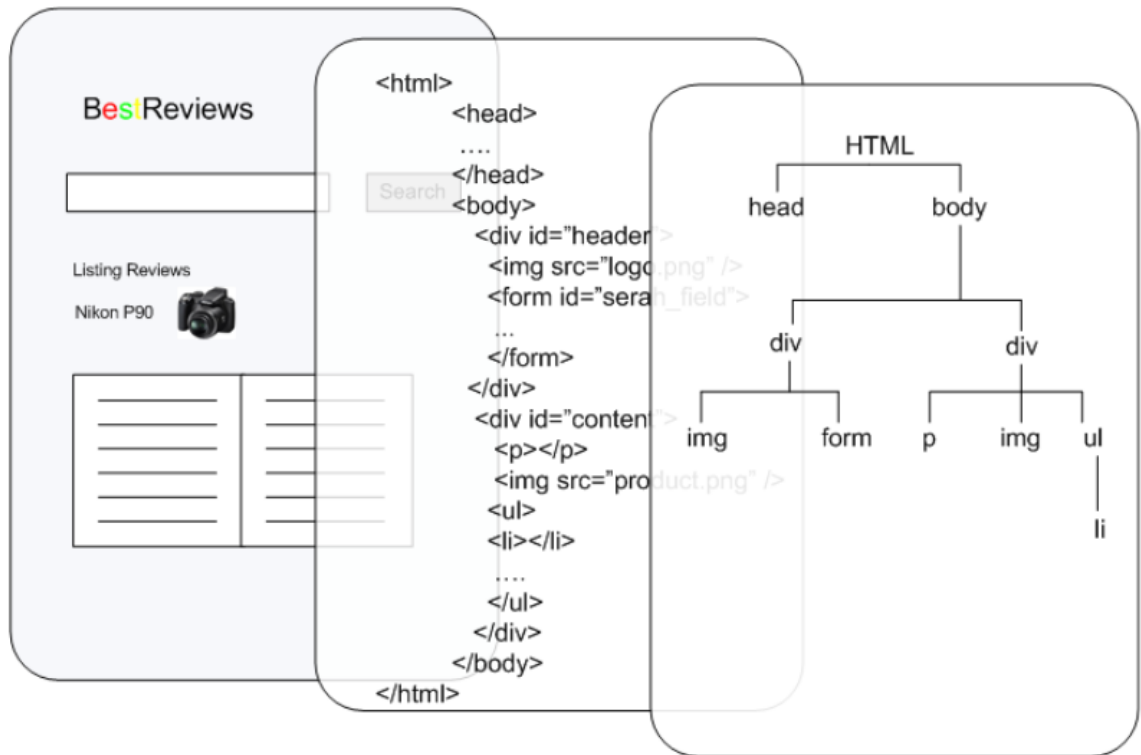 BestReviews
Search
Listing Reviews
Nikon P90
<html>
<head>
....
</head>
<body>
<div id=”header”>
<img src=”logo.png” />
<form id=”serah_field”>
...
</form>
</div>
<div id=”content”>
<p></p>
<img src=”product.png” />
<ul>
<li></li>
....
</ul>
</div>
</body>
</html>
HTML
head body
div div
img form p img ul
li